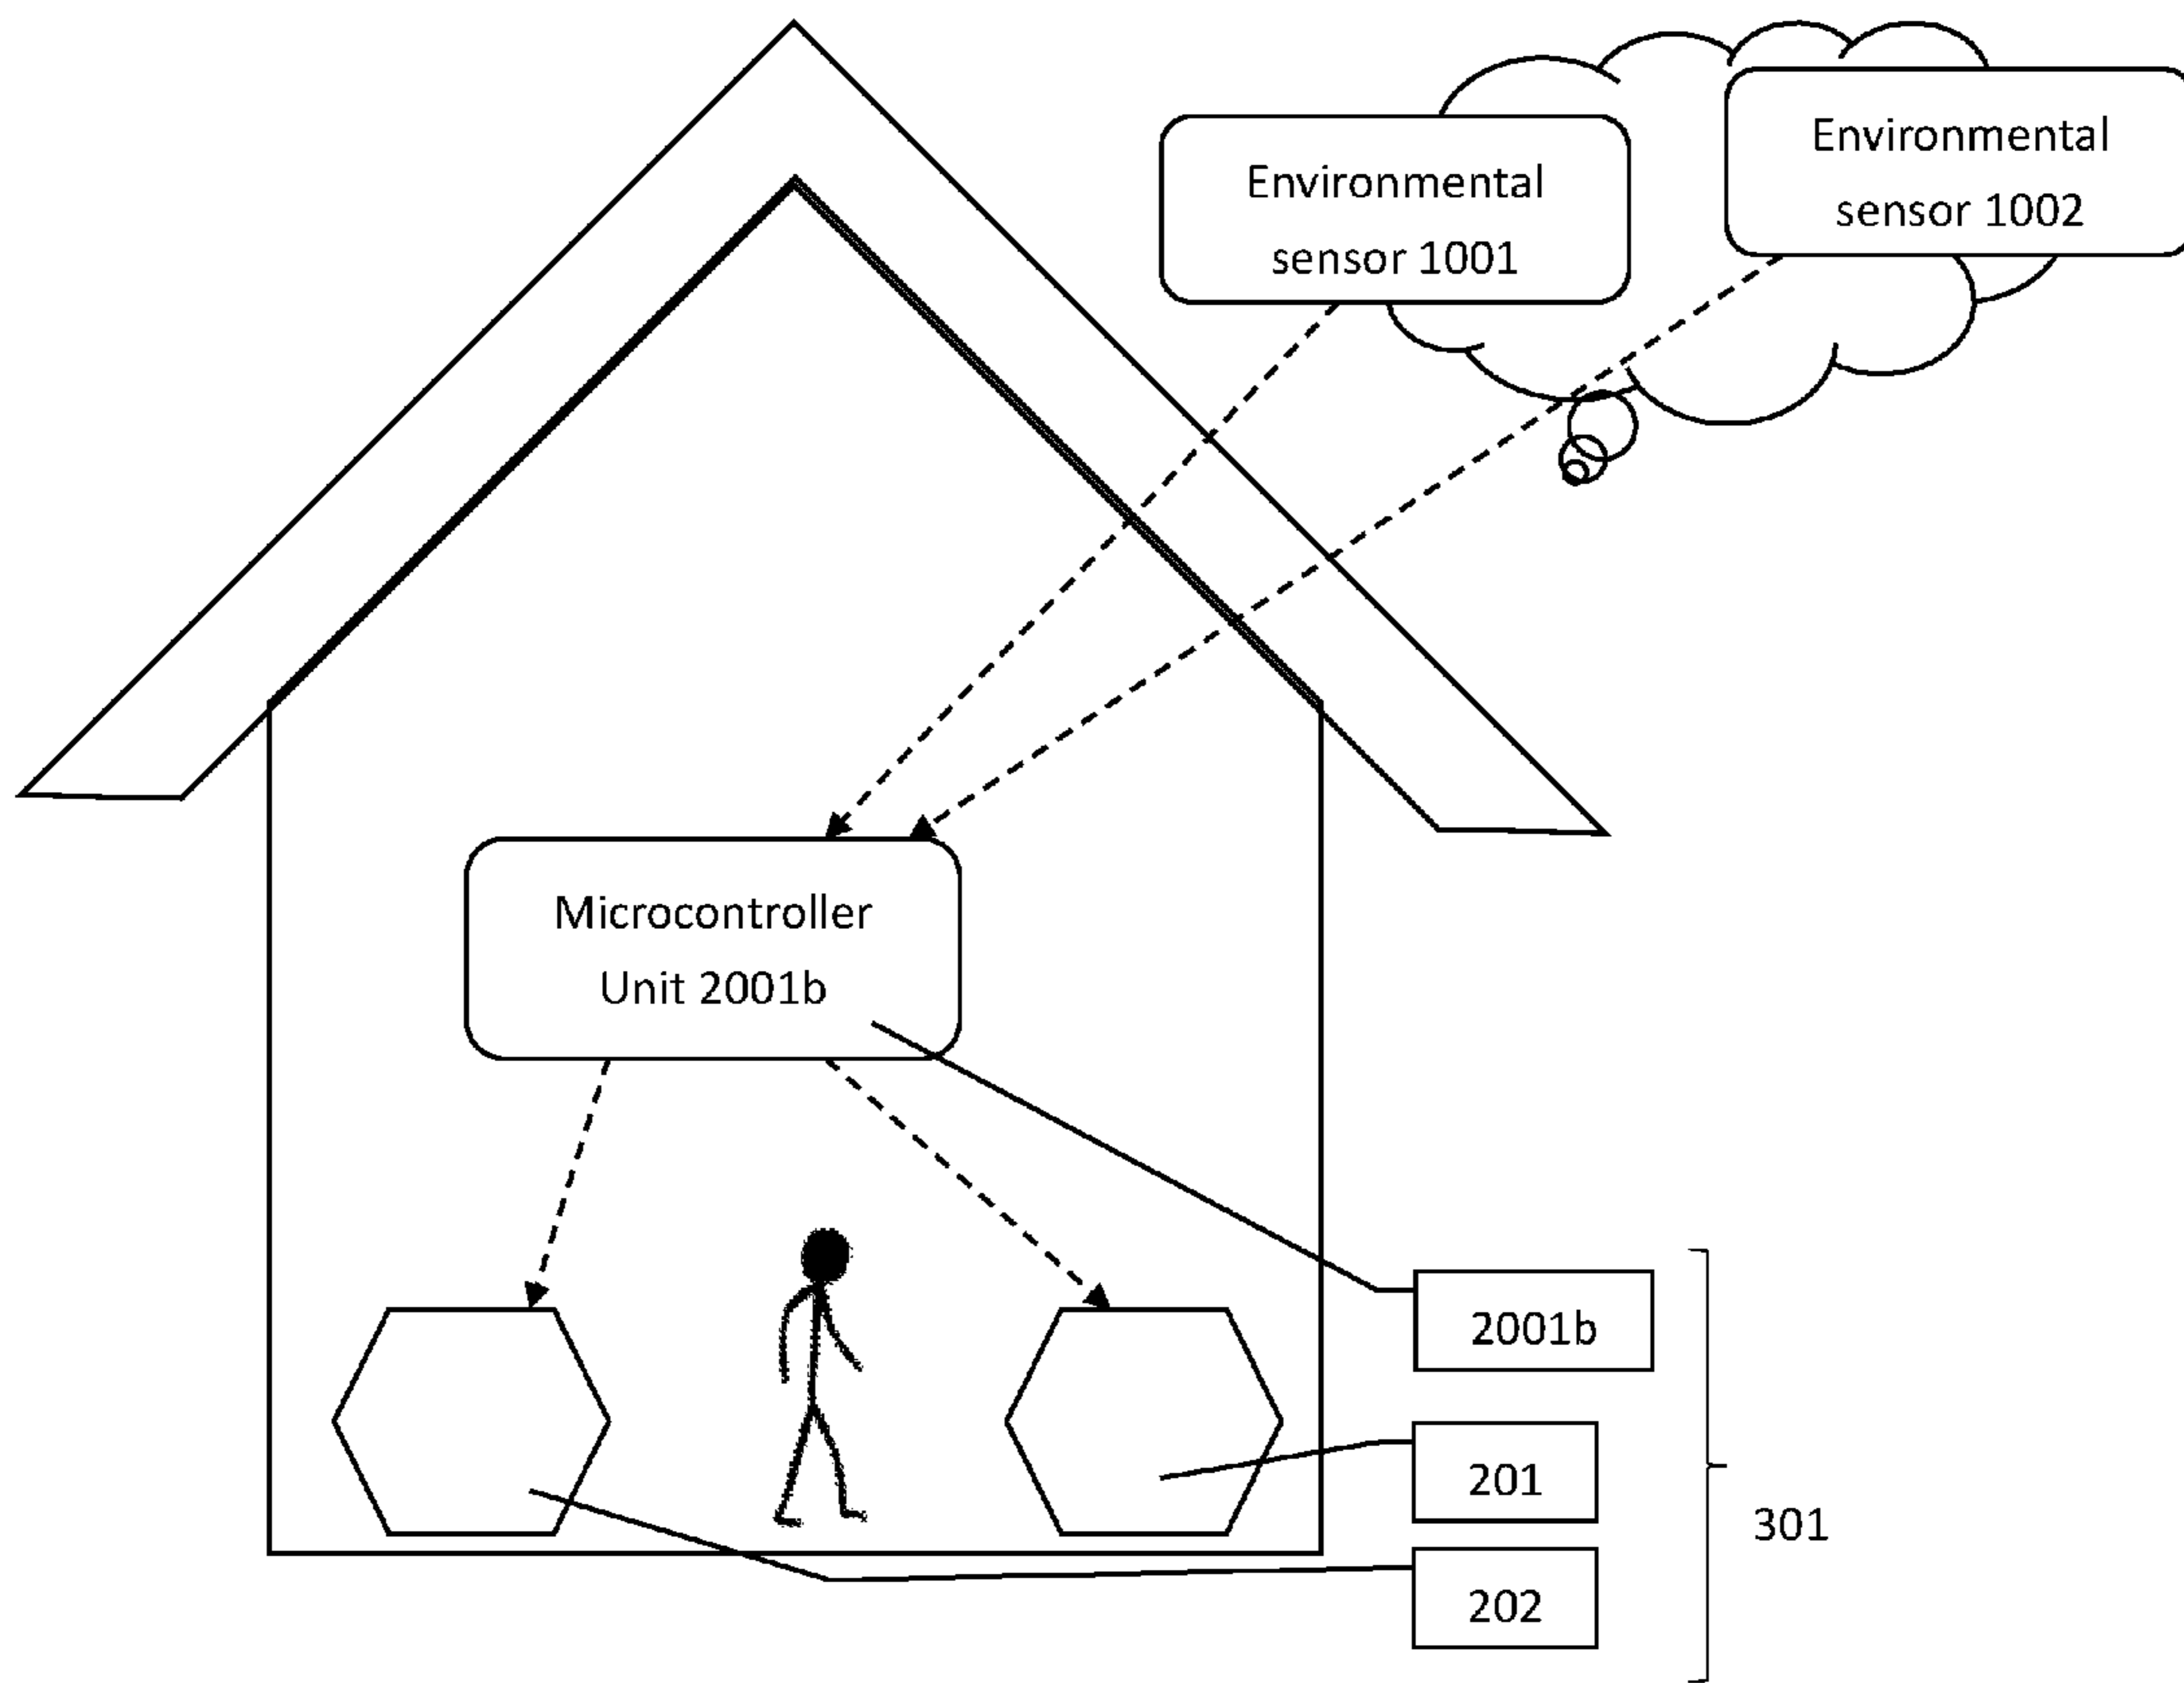 Environmental
sensor 1001
Environmental
sensor 1002
Microcontroller
Unit 2001b
2001b
201
301
202